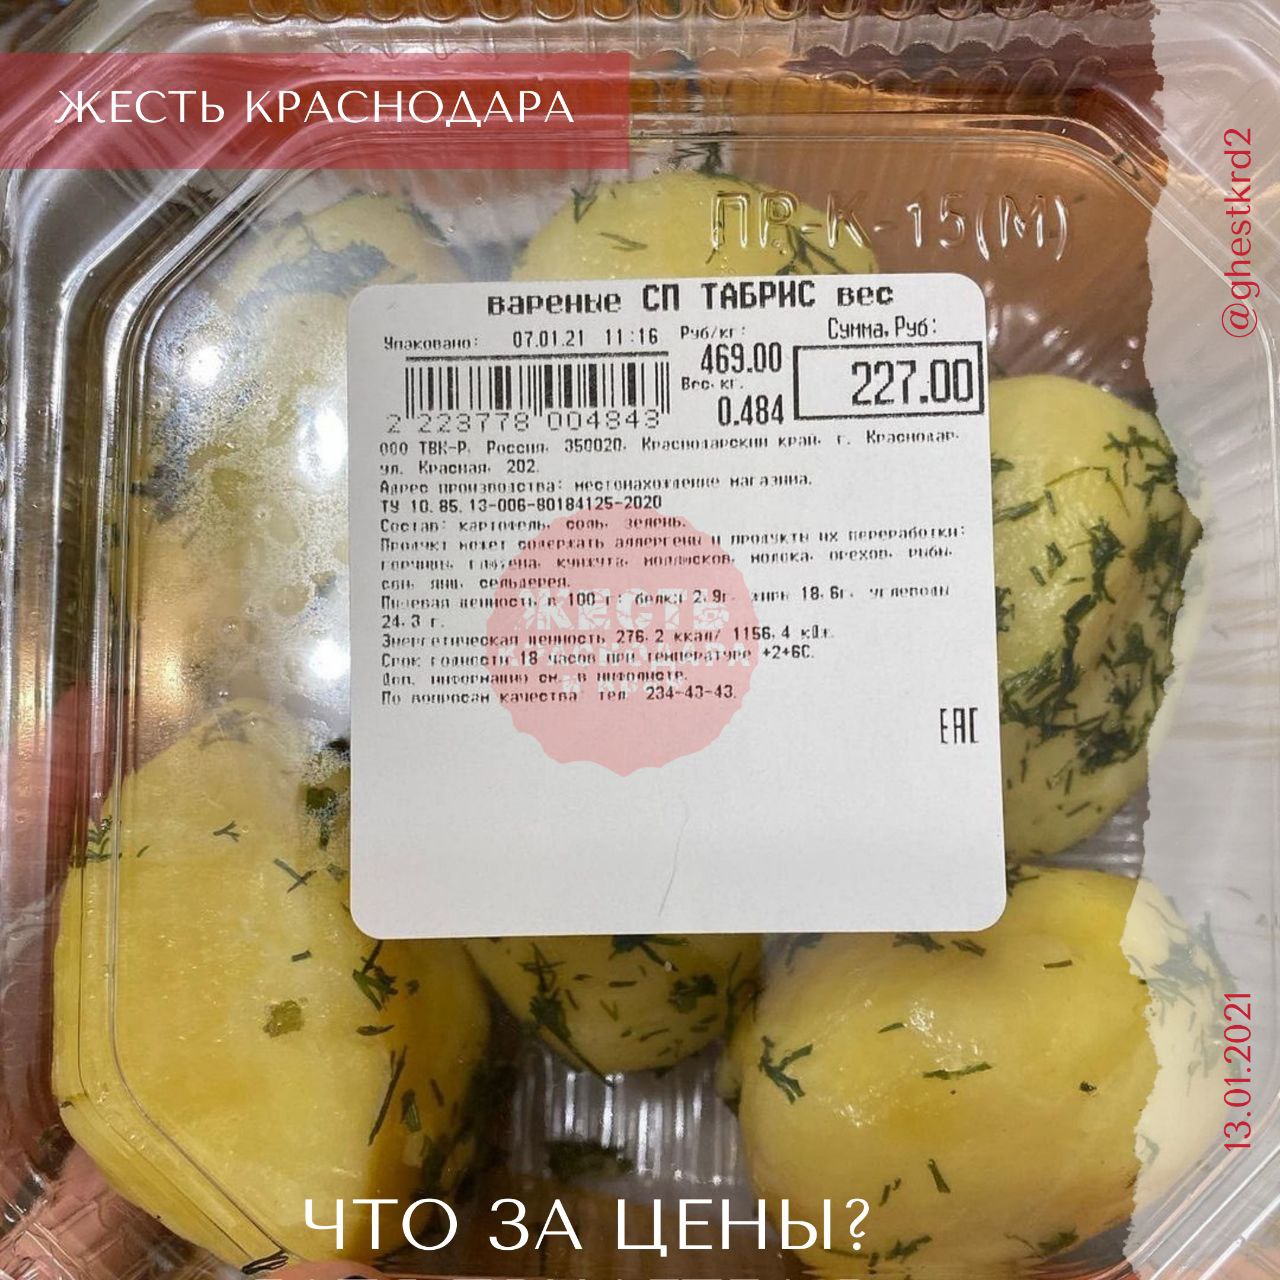 ЖЕСТЬ КРАСНОДАРА
@ghestkrd2
ПР-К-15(М)
вареные СП ТАБРИС вес
Упаковано: 07.01.21 11:16
Руб/кг:
469.00
Вес. кг.
0.484
Сумма, Руб:
227.00
2 223778 004843
ООО ТВК-Р, Россия, 350020, Краснодарский край, г. Краснодар,
ул. Красная, 202.
Адрес производства: местонахождение магазина.
ТУ 10.85.13-006-80184125-2020
Состав: картофель, соль, зелень.
Продукт может содержать аллергены и продукты их переработки:
горчицы, глютена, кунжута, моллюсков, молока, орехов, рыбы,
сои, яиц, сельдерея.
Пищевая ценность в 100 г: белки 2.9г. жиры 18.6г. углеводы
24.3 г.
Энергетическая ценность 276.2 ккал/ 1156.4 кДж.
Срок годности 18 часов при температуре +2+6С.
Доп. информацию см. в инфолисте.
По вопросам качества тел. 234-43-43.
ЖЕСТЬ
КРАСНОДАРА
ЕАС
13.01.2021
ЧТО ЗА ЦЕНЫ?